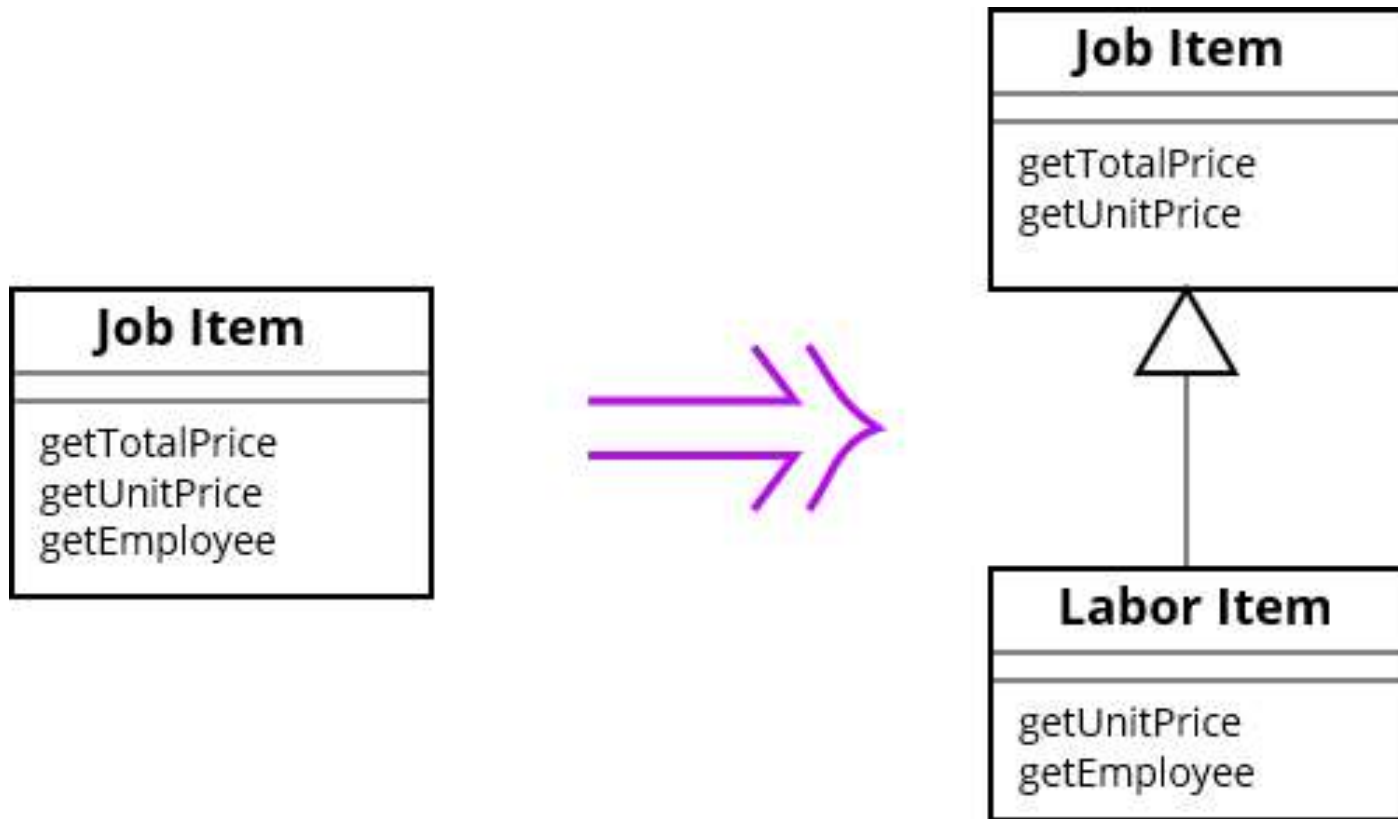 Job Item
getTotalPrice
getUnitPrice
getEmployee
Job Item
getTotalPrice
getUnitPrice
Labor Item
getUnitPrice
getEmployee